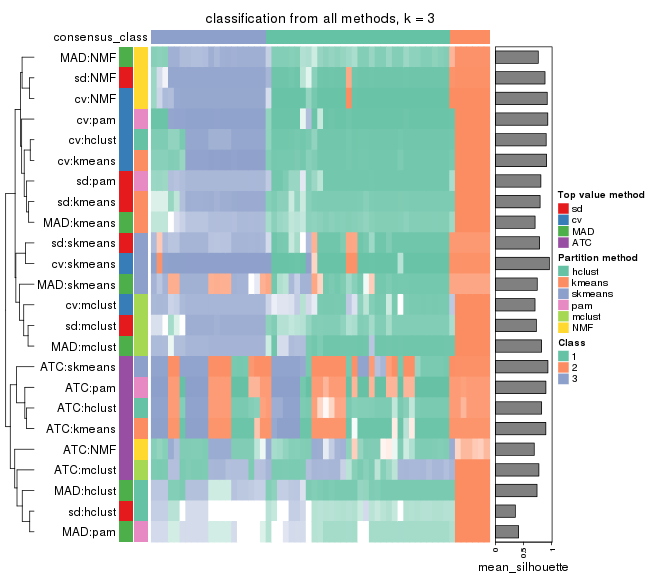 classification from all methods, k = 3
consensus_class
MAD:NMF
sd:NMF
cv:NMF
cv:pam
cv:hclust
cv:kmeans
sd:pam
sd:kmeans
MAD:kmeans
sd:skmeans
cv:skmeans
MAD:skmeans
cv:mclust
sd:mclust
MAD:mclust
ATC:skmeans
ATC:pam
ATC:hclust
ATC:kmeans
ATC:NMF
ATC:mclust
MAD:hclust
sd:hclust
MAD:pam
0
0.5
1
mean_silhouette
Top value method
sd
cv
MAD
ATC
Partition method
hclust
kmeans
skmeans
pam
mclust
NMF
Class
1
2
3